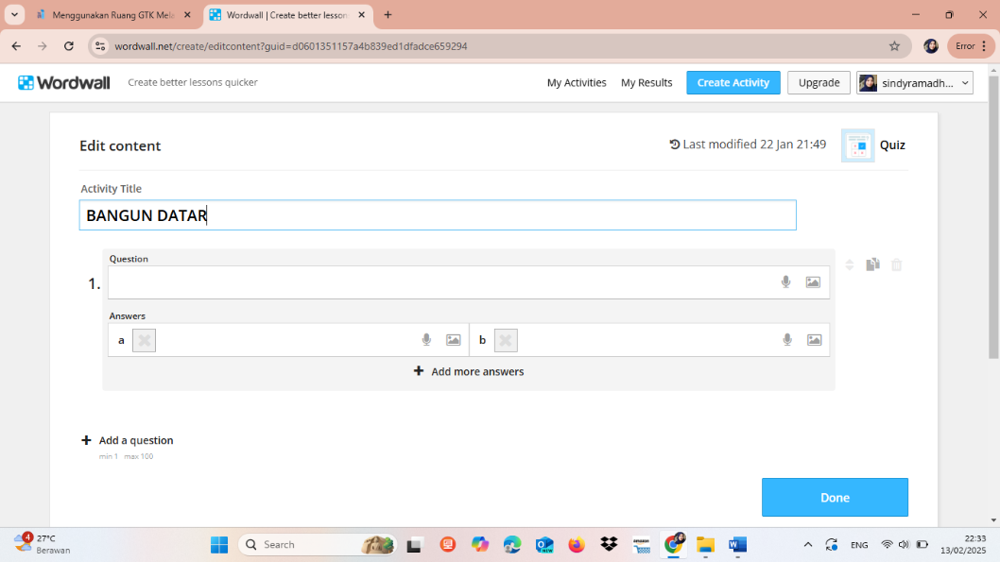 Menggunakan Ruang GTK Mela
Wordwall | Create better lesson
wordwall.net/create/editcontent?guid=d0601351157a4b839ed1dfadce659294
Error
Wordwall
Create better lessons quicker
My Activities
My Results
Create Activity
Upgrade
sindyramadh...
Edit content
Last modified 22 Jan 21:49
Quiz
Activity Title
BANGUN DATAR
Question
1.
Answers
a
b
Add more answers
Add a question
min 1 max 100
Done
4
27°C
Berawan
Search
NEW
W
ENG
22:33
13/02/2025